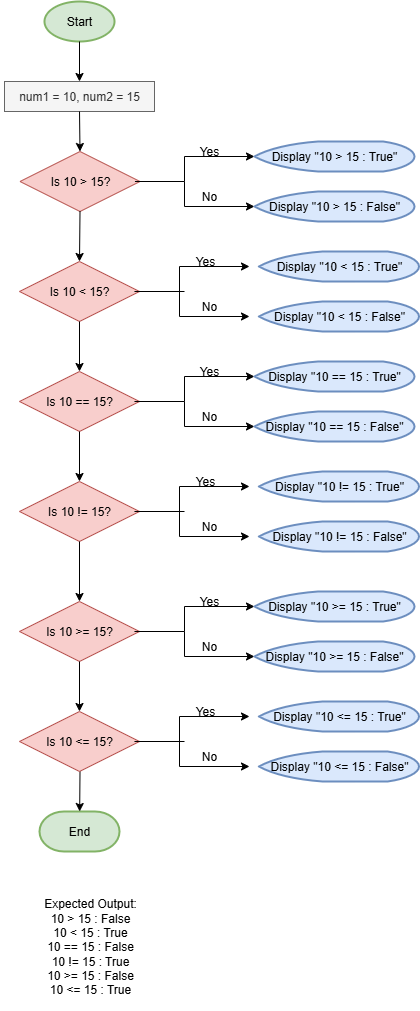 Start
num1 = 10, num2 = 15
Is 10 > 15?
Yes
Display "10 > 15 : True"
No
Display "10 > 15 : False"
Is 10 < 15?
Yes
Display "10 < 15 : True"
No
Display "10 < 15 : False"
Is 10 == 15?
Yes
Display "10 == 15 : True"
No
Display "10 == 15 : False"
Is 10 != 15?
Yes
Display "10 != 15 : True"
No
Display "10 != 15 : False"
Is 10 >= 15?
Yes
Display "10 >= 15 : True"
No
Display "10 >= 15 : False"
Is 10 <= 15?
Yes
Display "10 <= 15 : True"
No
Display "10 <= 15 : False"
End
Expected Output:
10 > 15 : False
10 < 15 : True
10 == 15 : False
10 != 15 : True
10 >= 15 : False
10 <= 15 : True